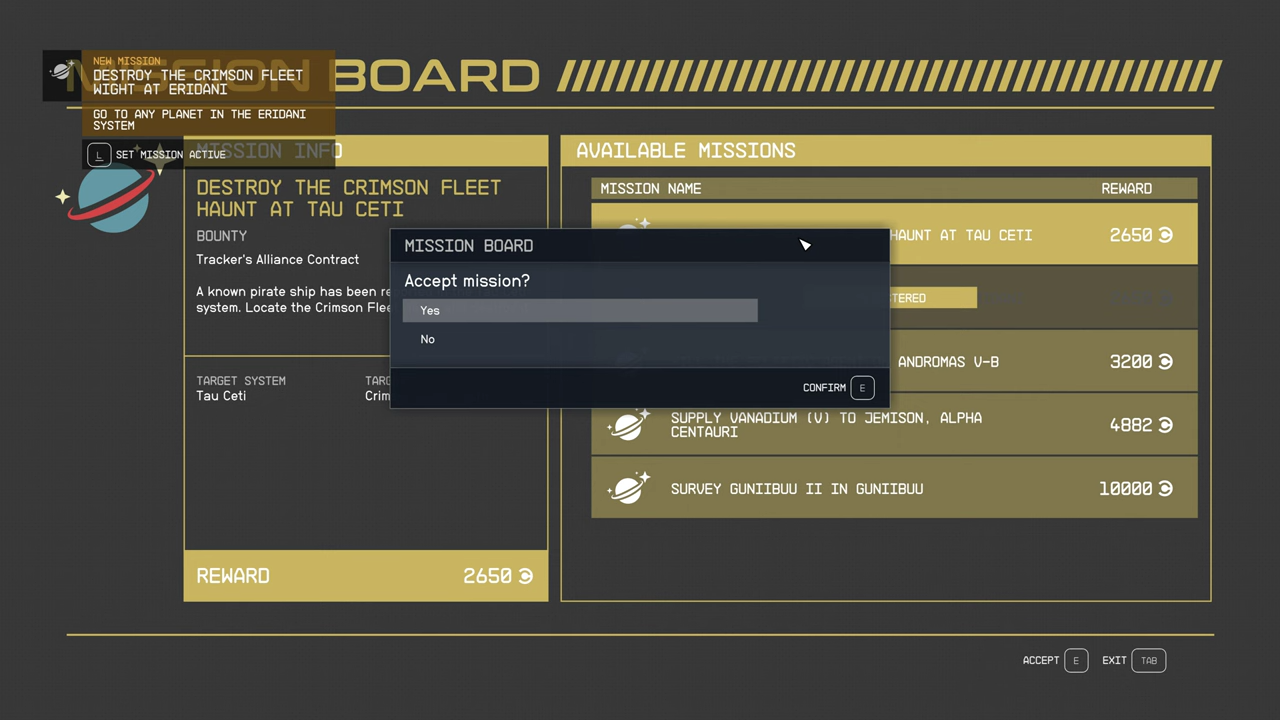 NEW MISSION
DESTROY THE CRIMSON FLEET
WIGHT AT ERIDANI
GO TO ANY PLANET IN THE ERIDANI
SYSTEM
L SET MISSION ACTIVE
MISSION BOARD
MISSION INFO
DESTROY THE CRIMSON FLEET
HAUNT AT TAU CETI
BOUNTY
Tracker's Alliance Contract
A known pirate ship has been re
system. Locate the Crimson Flee
TARGET SYSTEM
Tau Ceti
TARG
Crim
REWARD 2650
AVAILABLE MISSIONS
MISSION NAME REWARD
HAUNT AT TAU CETI 2650
TERED
ANDROMAS V-B 3200
SUPPLY VANADIUM (V) TO JEMISON, ALPHA
CENTAURI 4882
SURVEY GUNIIBUU II IN GUNIIBUU 10000
MISSION BOARD
Accept mission?
Yes
No
CONFIRM E
ACCEPT E EXIT TAB